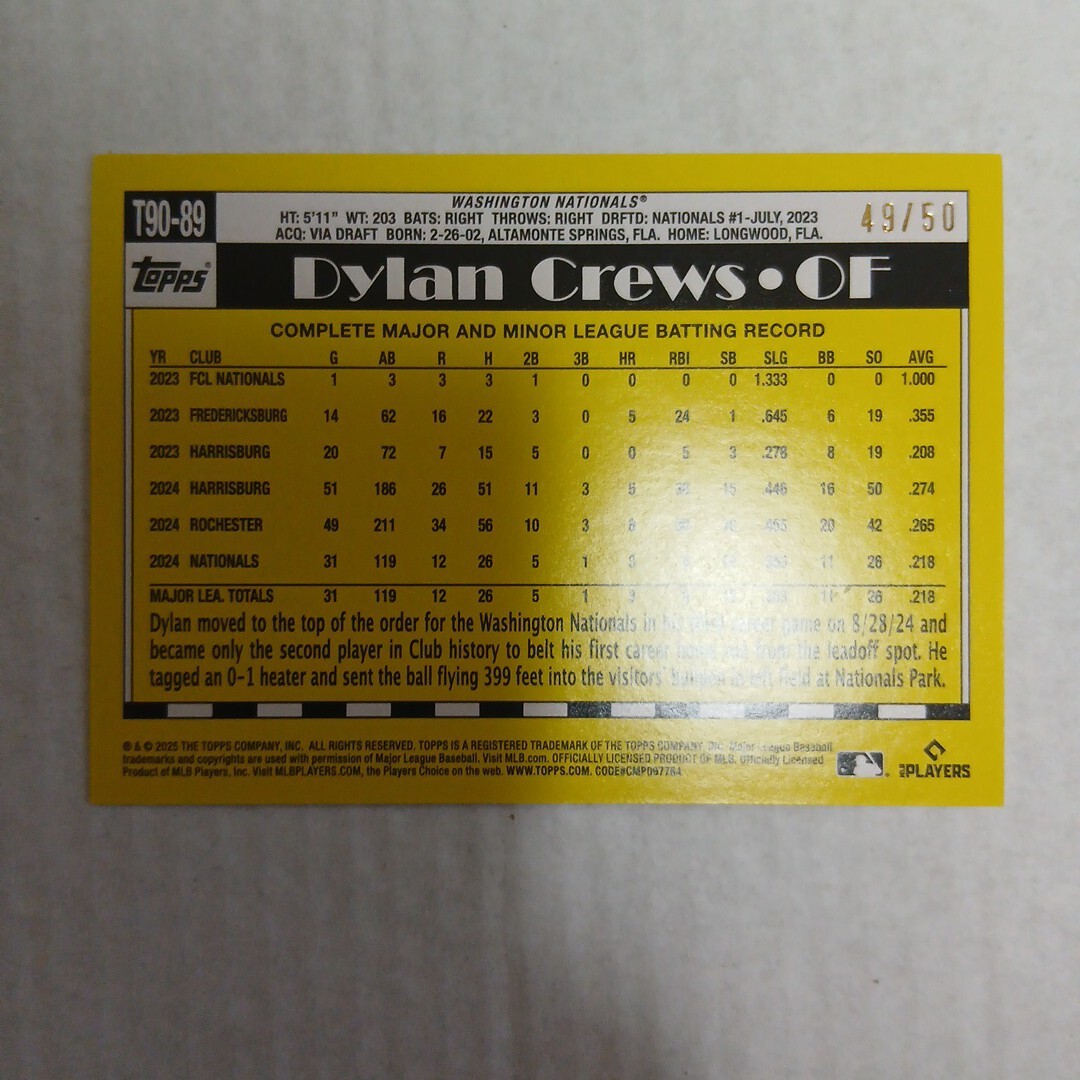 T90-89
WASHINGTON NATIONALS®
HT: 5'11" WT: 203 BATS: RIGHT THROWS: RIGHT DRFTD: NATIONALS #1-JULY, 2023
ACQ: VIA DRAFT BORN: 2-26-02, ALTAMONTE SPRINGS, FLA. HOME: LONGWOOD, FLA.
49/50
topps®
Dylan Crews • OF
COMPLETE MAJOR AND MINOR LEAGUE BATTING RECORD
YR CLUB G AB R H 2B 3B HR RBI SB SLG BB SO AVG
2023 FCL NATIONALS 1 3 3 3 1 0 0 0 0 1.333 0 0 1.000
2023 FREDERICKSBURG 14 62 16 22 3 0 5 24 1 .645 6 19 .355
2023 HARRISBURG 20 72 7 15 5 0 0 5 3 .278 8 19 .208
2024 HARRISBURG 51 186 26 51 11 3 5 15 .446 16 50 .274
2024 ROCHESTER 49 211 34 56 10 3 8 .455 20 42 .265
2024 NATIONALS 31 119 12 26 5 1 11 26 .218
MAJOR LEA. TOTALS 31 119 12 26 5 1 11 26 .218
Dylan moved to the top of the order for the Washington Nationals in his career game on 8/28/24 and
became only the second player in Club history to belt his first career from the leadoff spot. He
tagged an 0-1 heater and sent the ball flying 399 feet into the visitors' bullpen in left field at Nationals Park.
® & © 2025 THE TOPPS COMPANY, INC. ALL RIGHTS RESERVED. TOPPS IS A REGISTERED TRADEMARK OF THE TOPPS COMPANY, INC. Major League Baseball
trademarks and copyrights are used with permission of Major League Baseball. Visit MLB.com. OFFICIALLY LICENSED PRODUCT OF MLB. Officially Licensed
Product of MLB Players, Inc. Visit MLBPLAYERS.COM, the Players Choice on the web. WWW.TOPPS.COM. CODE#CMP097784
MLB PLAYERS